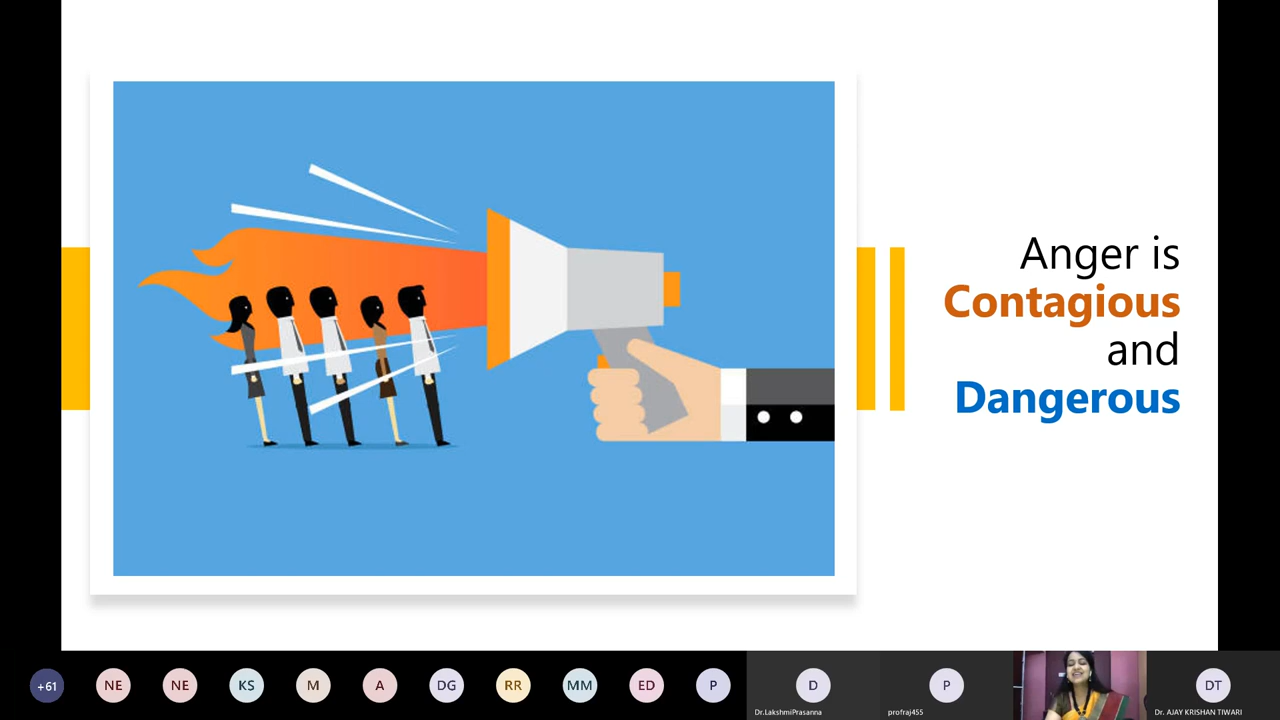 Anger is
Contagious
and
Dangerous
+61
NE
NE
KS
M
A
DG
RR
MM
ED
P
D
P
DT
Dr.LakshmiPrasanna
profraj455
Dr. AJAY KRISHAN TIWARI